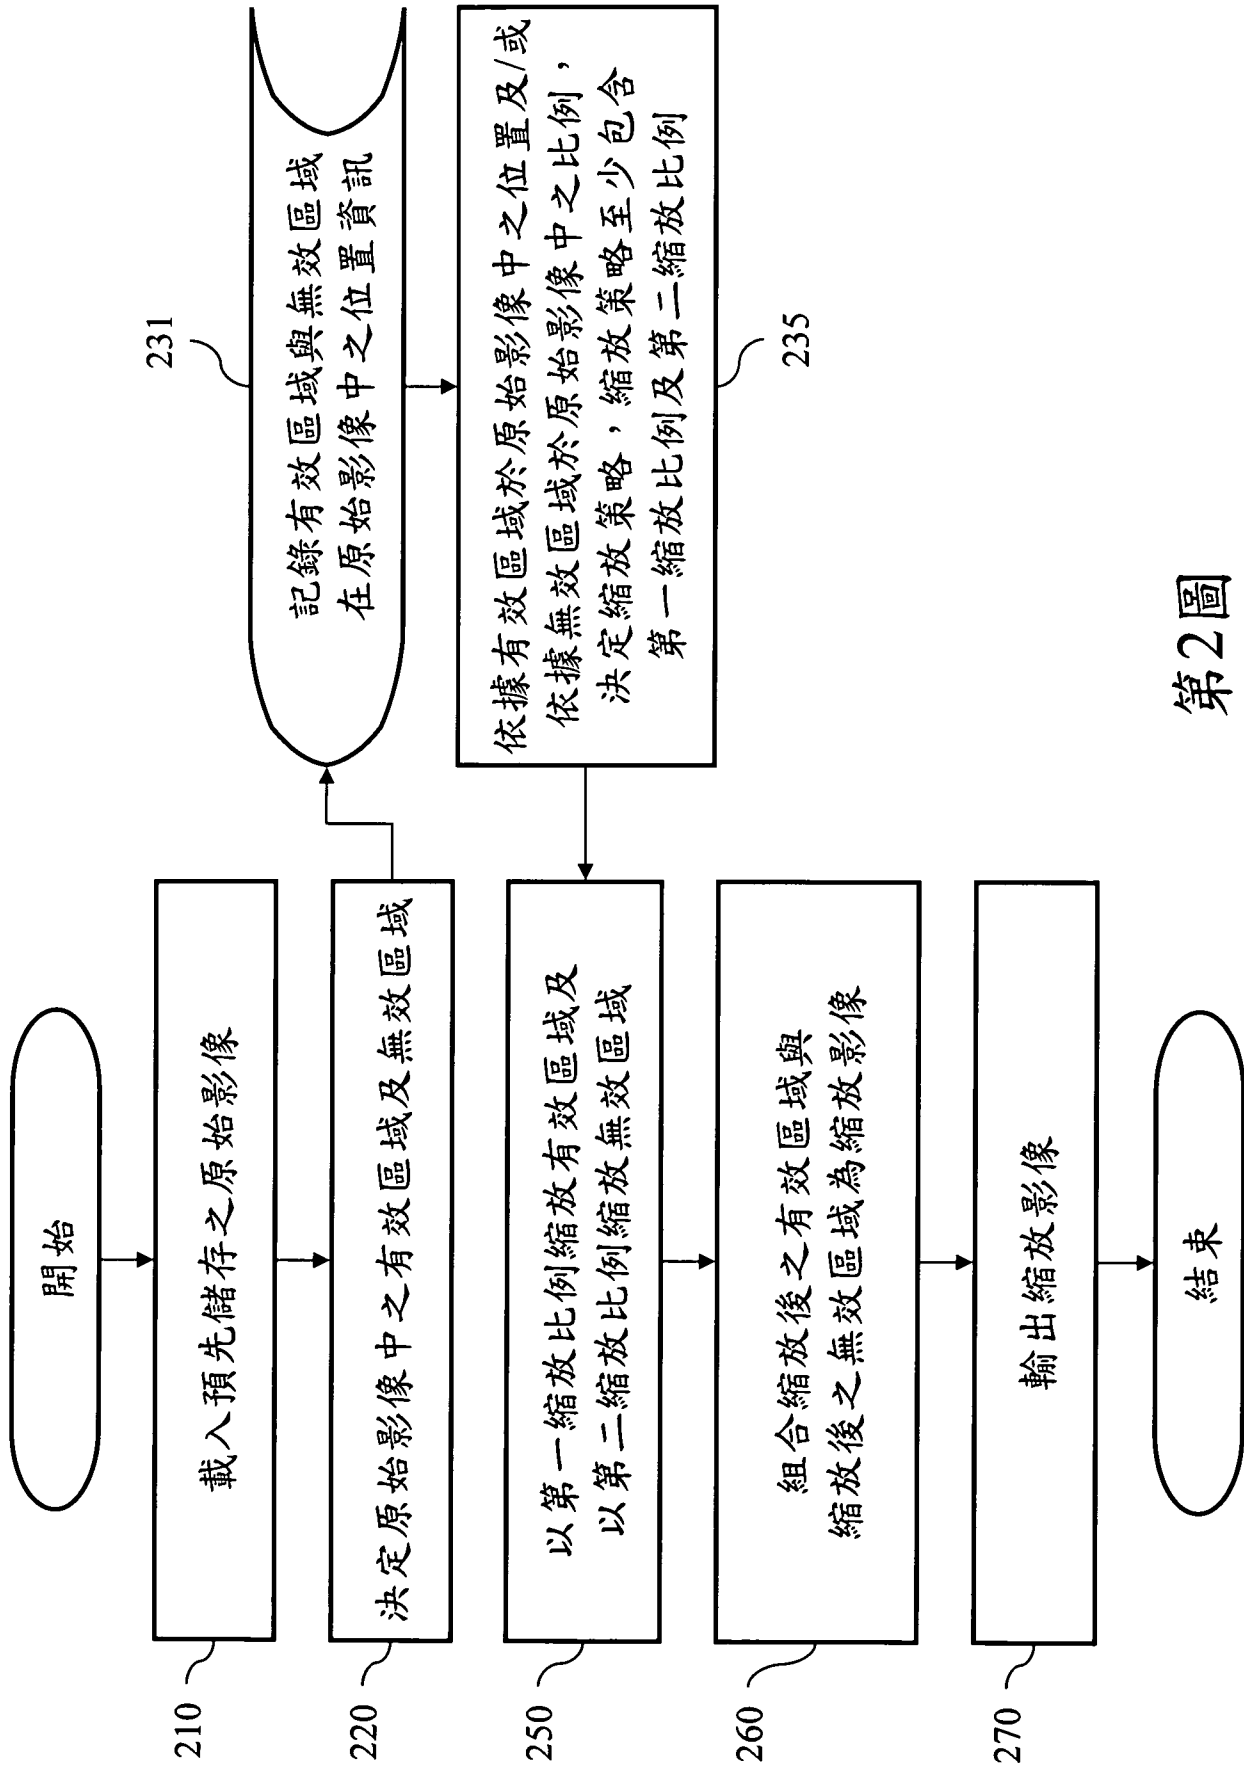 開始
210
載入預先儲存之原始影像
220
決定原始影像中之有效區域及無效區域
231
記錄有效區域與無效區域
在原始影像中之位置資訊
依據有效區域於原始影像中之位置及/或
依據無效區域於原始影像中之比例，
決定縮放策略，縮放策略至少包含
第一縮放比例及第二縮放比例
235
250
以第一縮放比例縮放有效區域及
以第二縮放比例縮放無效區域
260
組合縮放後之有效區域與
縮放後之無效區域為縮放影像
270
輸出縮放影像
結束
第2圖